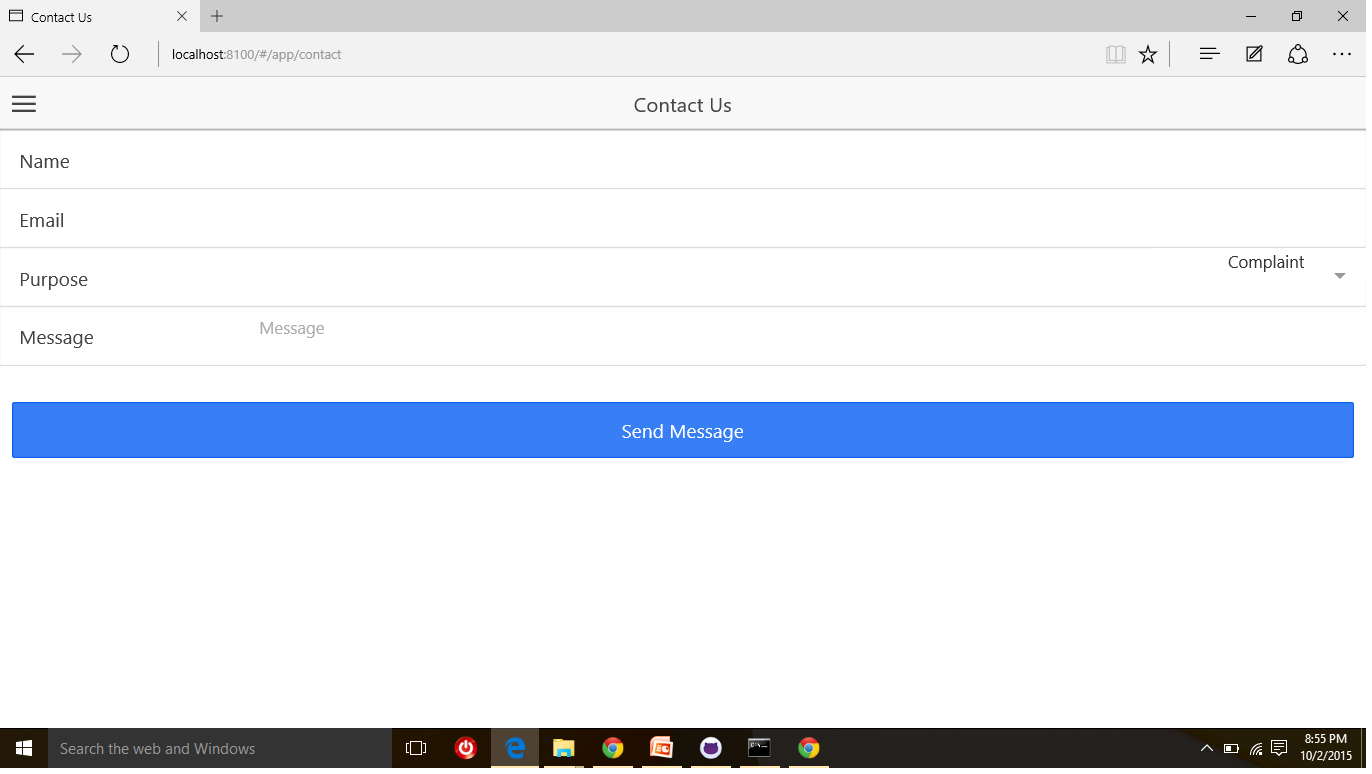 Contact Us
localhost:8100/#/app/contact
Contact Us
Name
Email
Purpose
Complaint
Message
Message
Send Message
Search the web and Windows
8:55 PM
10/2/2015